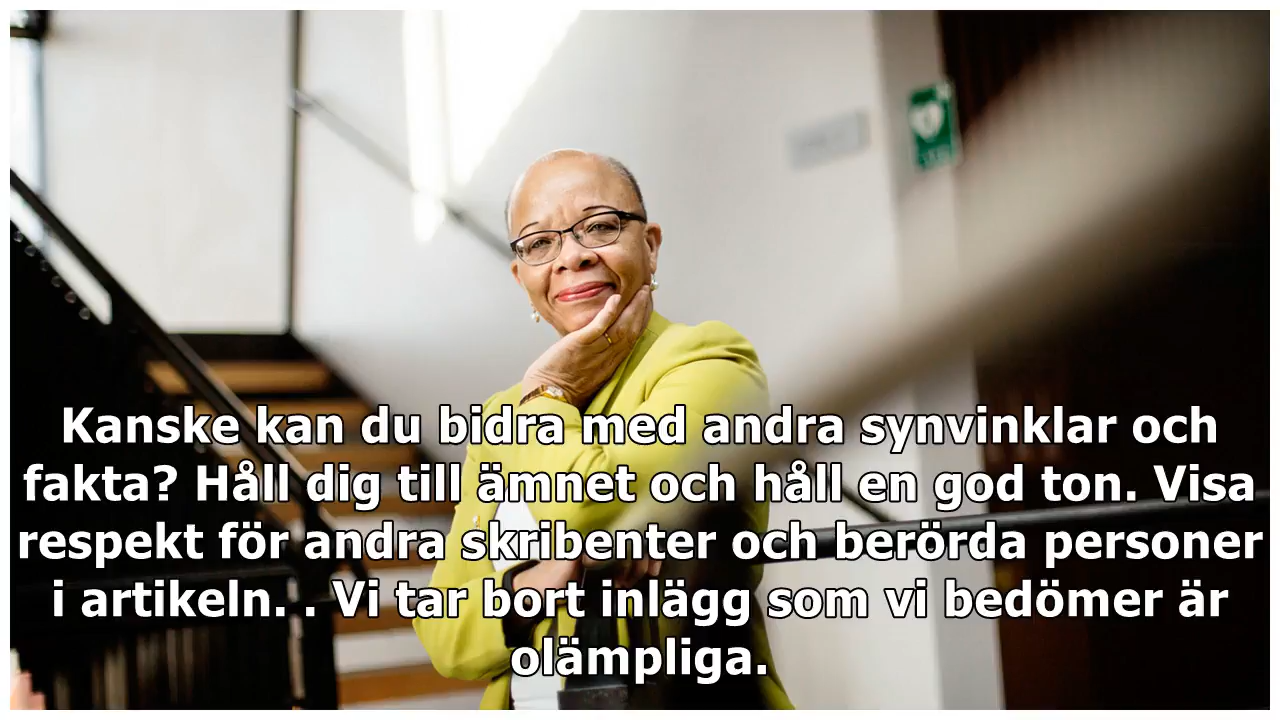 Kanske kan du bidra med andra synvinklar och
fakta? Håll dig till ämnet och håll en god ton. Visa
respekt för andra skribenter och berörda personer
i artikeln. . Vi tar bort inlägg som vi bedömer är
olämpliga.